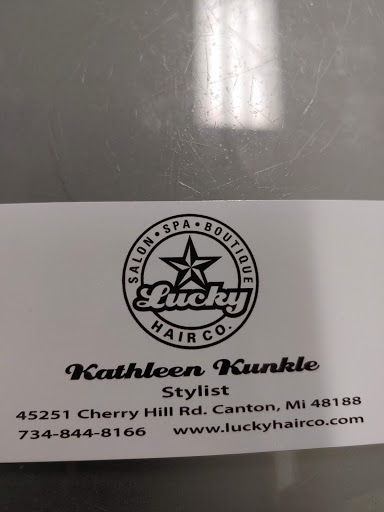 SALON • SPA • BOUTIQUE
Lucky
HAIR CO.
Kathleen Kunkle
Stylist
45251 Cherry Hill Rd. Canton, Mi 48188
734-844-8166 www.luckyhairco.com